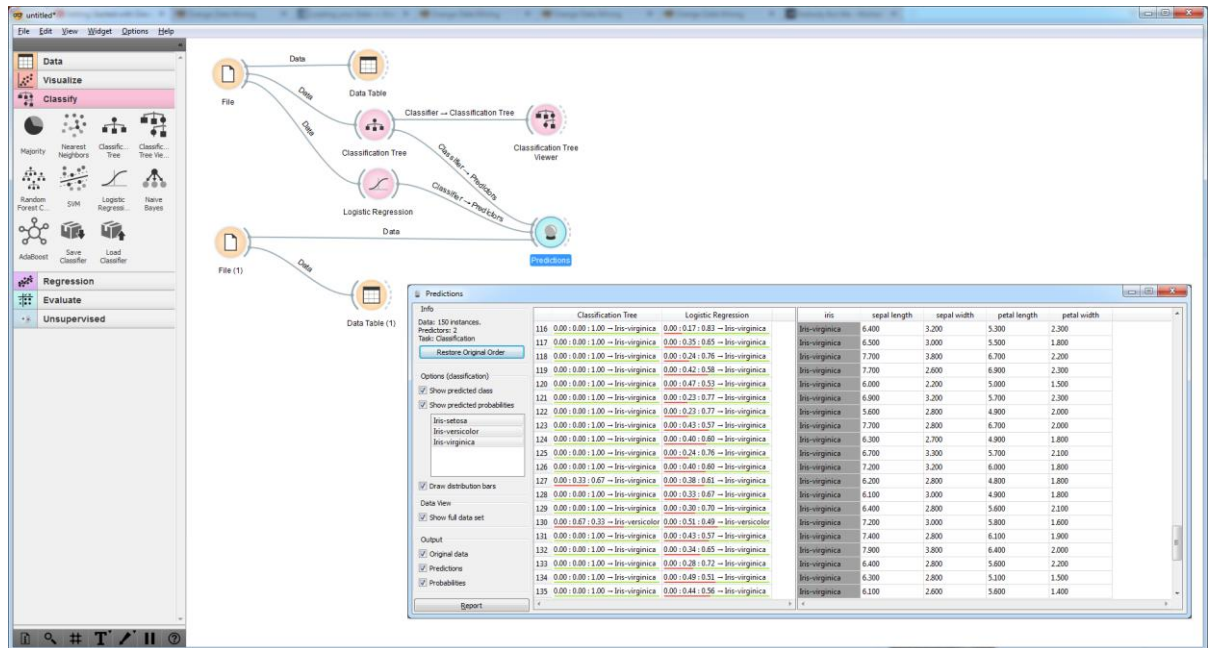 untitled*
File Edit View Widget Options Help
Data
Visualize
Classify
Majority
Nearest Neighbors
Classific... Tree
Classific... Tree Vie...
Random Forest C...
SVM
Logistic Regressi...
Naive Bayes
AdaBoost
Save Classifier
Load Classifier
Regression
Evaluate
Unsupervised
File
Data
Data Table
Data
Classification Tree
Classifier → Classification Tree
Classification Tree Viewer
Data
Logistic Regression
Classifier → Predictors
Classifier → Predictors
File (1)
Data
Predictions
Data
Data Table (1)
Predictions
Info
Data: 150 instances.
Predictors: 2
Task: Classification
Restore Original Order
Options (classification)
Show predicted class
Show predicted probabilities
Iris-setosa
Iris-versicolor
Iris-virginica
Draw distribution bars
Data View
Show full data set
Output
Original data
Predictions
Probabilities
Report
Classification Tree Logistic Regression iris sepal length sepal width petal length petal width
116 0.00 : 0.00 : 1.00 → Iris-virginica 0.00 : 0.17 : 0.83 → Iris-virginica Iris-virginica 6.400 3.200 5.300 2.300
117 0.00 : 0.00 : 1.00 → Iris-virginica 0.00 : 0.35 : 0.65 → Iris-virginica Iris-virginica 6.500 3.000 5.500 1.800
118 0.00 : 0.00 : 1.00 → Iris-virginica 0.00 : 0.24 : 0.76 → Iris-virginica Iris-virginica 7.700 3.800 6.700 2.200
119 0.00 : 0.00 : 1.00 → Iris-virginica 0.00 : 0.42 : 0.58 → Iris-virginica Iris-virginica 7.700 2.600 6.900 2.300
120 0.00 : 0.00 : 1.00 → Iris-virginica 0.00 : 0.47 : 0.53 → Iris-virginica Iris-virginica 6.000 2.200 5.000 1.500
121 0.00 : 0.00 : 1.00 → Iris-virginica 0.00 : 0.23 : 0.77 → Iris-virginica Iris-virginica 6.900 3.200 5.700 2.300
122 0.00 : 0.00 : 1.00 → Iris-virginica 0.00 : 0.23 : 0.77 → Iris-virginica Iris-virginica 5.600 2.800 4.900 2.000
123 0.00 : 0.00 : 1.00 → Iris-virginica 0.00 : 0.43 : 0.57 → Iris-virginica Iris-virginica 7.700 2.800 6.700 2.000
124 0.00 : 0.00 : 1.00 → Iris-virginica 0.00 : 0.40 : 0.60 → Iris-virginica Iris-virginica 6.300 2.700 4.900 1.800
125 0.00 : 0.00 : 1.00 → Iris-virginica 0.00 : 0.24 : 0.76 → Iris-virginica Iris-virginica 6.700 3.300 5.700 2.100
126 0.00 : 0.00 : 1.00 → Iris-virginica 0.00 : 0.40 : 0.60 → Iris-virginica Iris-virginica 7.200 3.200 6.000 1.800
127 0.00 : 0.33 : 0.67 → Iris-virginica 0.00 : 0.38 : 0.61 → Iris-virginica Iris-virginica 6.200 2.800 4.800 1.800
128 0.00 : 0.00 : 1.00 → Iris-virginica 0.00 : 0.33 : 0.67 → Iris-virginica Iris-virginica 6.100 3.000 4.900 1.800
129 0.00 : 0.00 : 1.00 → Iris-virginica 0.00 : 0.30 : 0.70 → Iris-virginica Iris-virginica 6.400 2.800 5.600 2.100
130 0.00 : 0.67 : 0.33 → Iris-versicolor 0.00 : 0.51 : 0.49 → Iris-versicolor Iris-virginica 7.200 3.000 5.800 1.600
131 0.00 : 0.00 : 1.00 → Iris-virginica 0.00 : 0.43 : 0.57 → Iris-virginica Iris-virginica 7.400 2.800 6.100 1.900
132 0.00 : 0.00 : 1.00 → Iris-virginica 0.00 : 0.34 : 0.65 → Iris-virginica Iris-virginica 7.900 3.800 6.400 2.000
133 0.00 : 0.00 : 1.00 → Iris-virginica 0.00 : 0.28 : 0.72 → Iris-virginica Iris-virginica 6.400 2.800 5.600 2.200
134 0.00 : 0.00 : 1.00 → Iris-virginica 0.00 : 0.49 : 0.51 → Iris-virginica Iris-virginica 6.300 2.800 5.100 1.500
135 0.00 : 0.00 : 1.00 → Iris-virginica 0.00 : 0.44 : 0.56 → Iris-virginica Iris-virginica 6.100 2.600 5.600 1.400